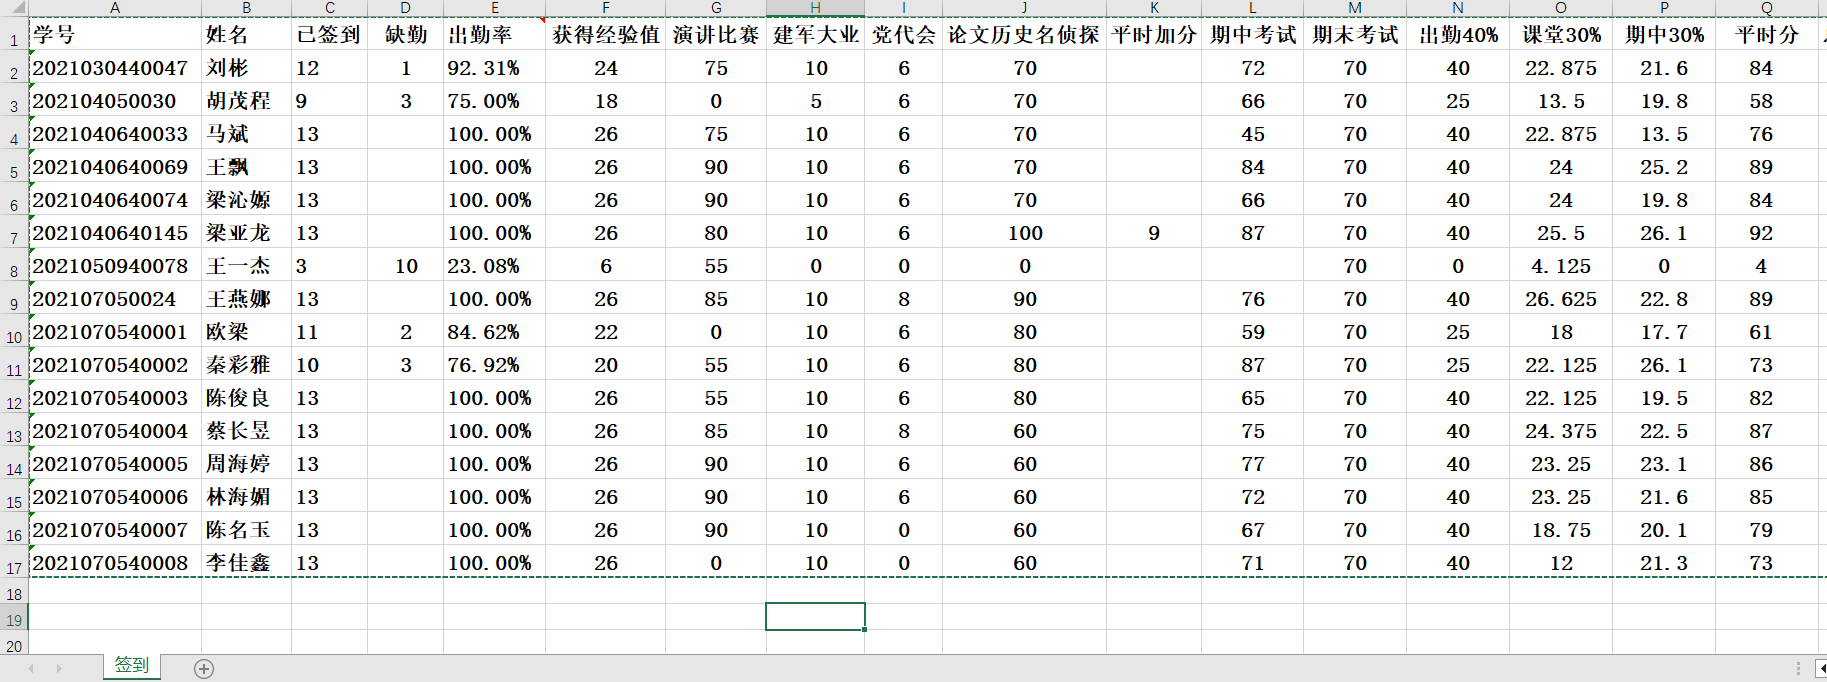 A B C D E F G H I J K L M N O P Q
1 学号 姓名 已签到 缺勤 出勤率 获得经验值 演讲比赛 建军大业 党代会 论文历史名侦探 平时加分 期中考试 期末考试 出勤40% 课堂30% 期中30% 平时分
2 2021030440047 刘彬 12 1 92.31% 24 75 10 6 70 72 70 40 22.875 21.6 84
3 202104050030 胡茂程 9 3 75.00% 18 0 5 6 70 66 70 25 13.5 19.8 58
4 2021040640033 马斌 13 100.00% 26 75 10 6 70 45 70 40 22.875 13.5 76
5 2021040640069 王飘 13 100.00% 26 90 10 6 70 84 70 40 24 25.2 89
6 2021040640074 梁沁嫄 13 100.00% 26 90 10 6 70 66 70 40 24 19.8 84
7 2021040640145 梁亚龙 13 100.00% 26 80 10 6 100 9 87 70 40 25.5 26.1 92
8 2021050940078 王一杰 3 10 23.08% 6 55 0 0 0 70 0 4.125 0 4
9 202107050024 王燕娜 13 100.00% 26 85 10 8 90 76 70 40 26.625 22.8 89
10 2021070540001 欧梁 11 2 84.62% 22 0 10 6 80 59 70 25 18 17.7 61
11 2021070540002 秦彩雅 10 3 76.92% 20 55 10 6 80 87 70 25 22.125 26.1 73
12 2021070540003 陈俊良 13 100.00% 26 55 10 6 80 65 70 40 22.125 19.5 82
13 2021070540004 蔡长昱 13 100.00% 26 85 10 8 60 75 70 40 24.375 22.5 87
14 2021070540005 周海婷 13 100.00% 26 90 10 6 60 77 70 40 23.25 23.1 86
15 2021070540006 林海媚 13 100.00% 26 90 10 6 60 72 70 40 23.25 21.6 85
16 2021070540007 陈名玉 13 100.00% 26 90 10 0 60 67 70 40 18.75 20.1 79
17 2021070540008 李佳鑫 13 100.00% 26 0 10 0 60 71 70 40 12 21.3 73
18
19
20
签到